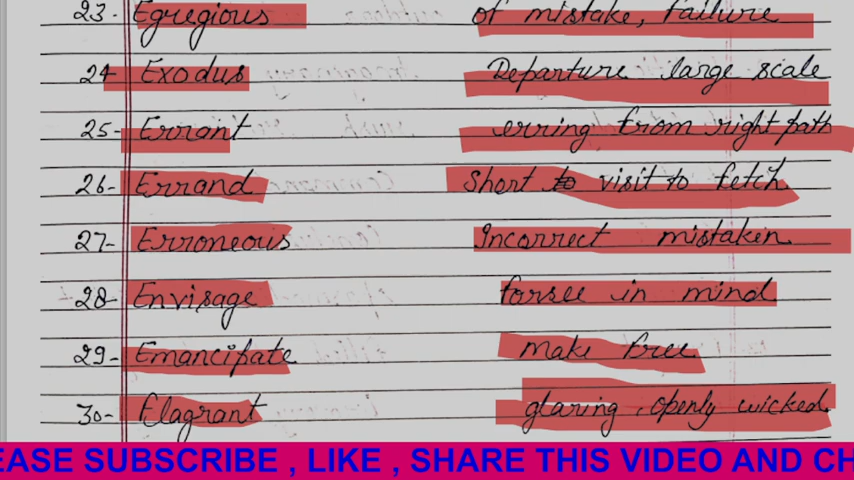 23- Egregious of mistake, failure
24 Exodus Departure large scale
25- Errant erring from right path
26- Errand Short to visit to fetch
27- Erroneous Incorrect mistaken
28- Envisage forsee in mind
29- Emancipate make free
30- Flagrant glaring, openly wicked
EASE SUBSCRIBE , LIKE , SHARE THIS VIDEO AND CH